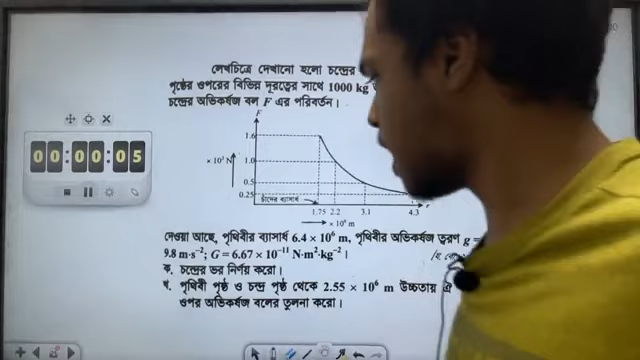 00:00:05
লেখচিত্রে দেখানো হলো চন্দ্রের
পৃষ্ঠের ওপরের বিভিন্ন দূরত্বের সাথে 1000 kg
চন্দ্রের অভিকর্ষজ বল F এর পরিবর্তন।
F
1.6
× 10³ N
1.0
0.5
0.25
চাঁদের ব্যাসার্ধ
1.75 2.2 3.1 4.3 r
× 10⁶ m
দেওয়া আছে, পৃথিবীর ব্যাসার্ধ 6.4 × 10⁶ m, পৃথিবীর অভিকর্ষজ ত্বরণ g =
9.8 m·s⁻²; G = 6.67 × 10⁻¹¹ N·m²·kg⁻² |
ক. চন্দ্রের ভর নির্ণয় করো।
খ. পৃথিবী পৃষ্ঠ ও চন্দ্র পৃষ্ঠ থেকে 2.55 × 10⁶ m উচ্চতায় ঐ
ওপর অভিকর্ষজ বলের তুলনা করো।